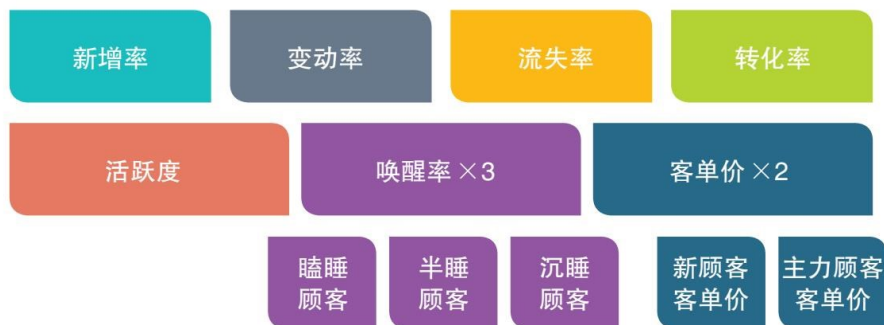 新增率
变动率
流失率
转化率
活跃度
唤醒率×3
客单价×2
瞌睡
顾客
半睡
顾客
沉睡
顾客
新顾客
客单价
主力顾客
客单价